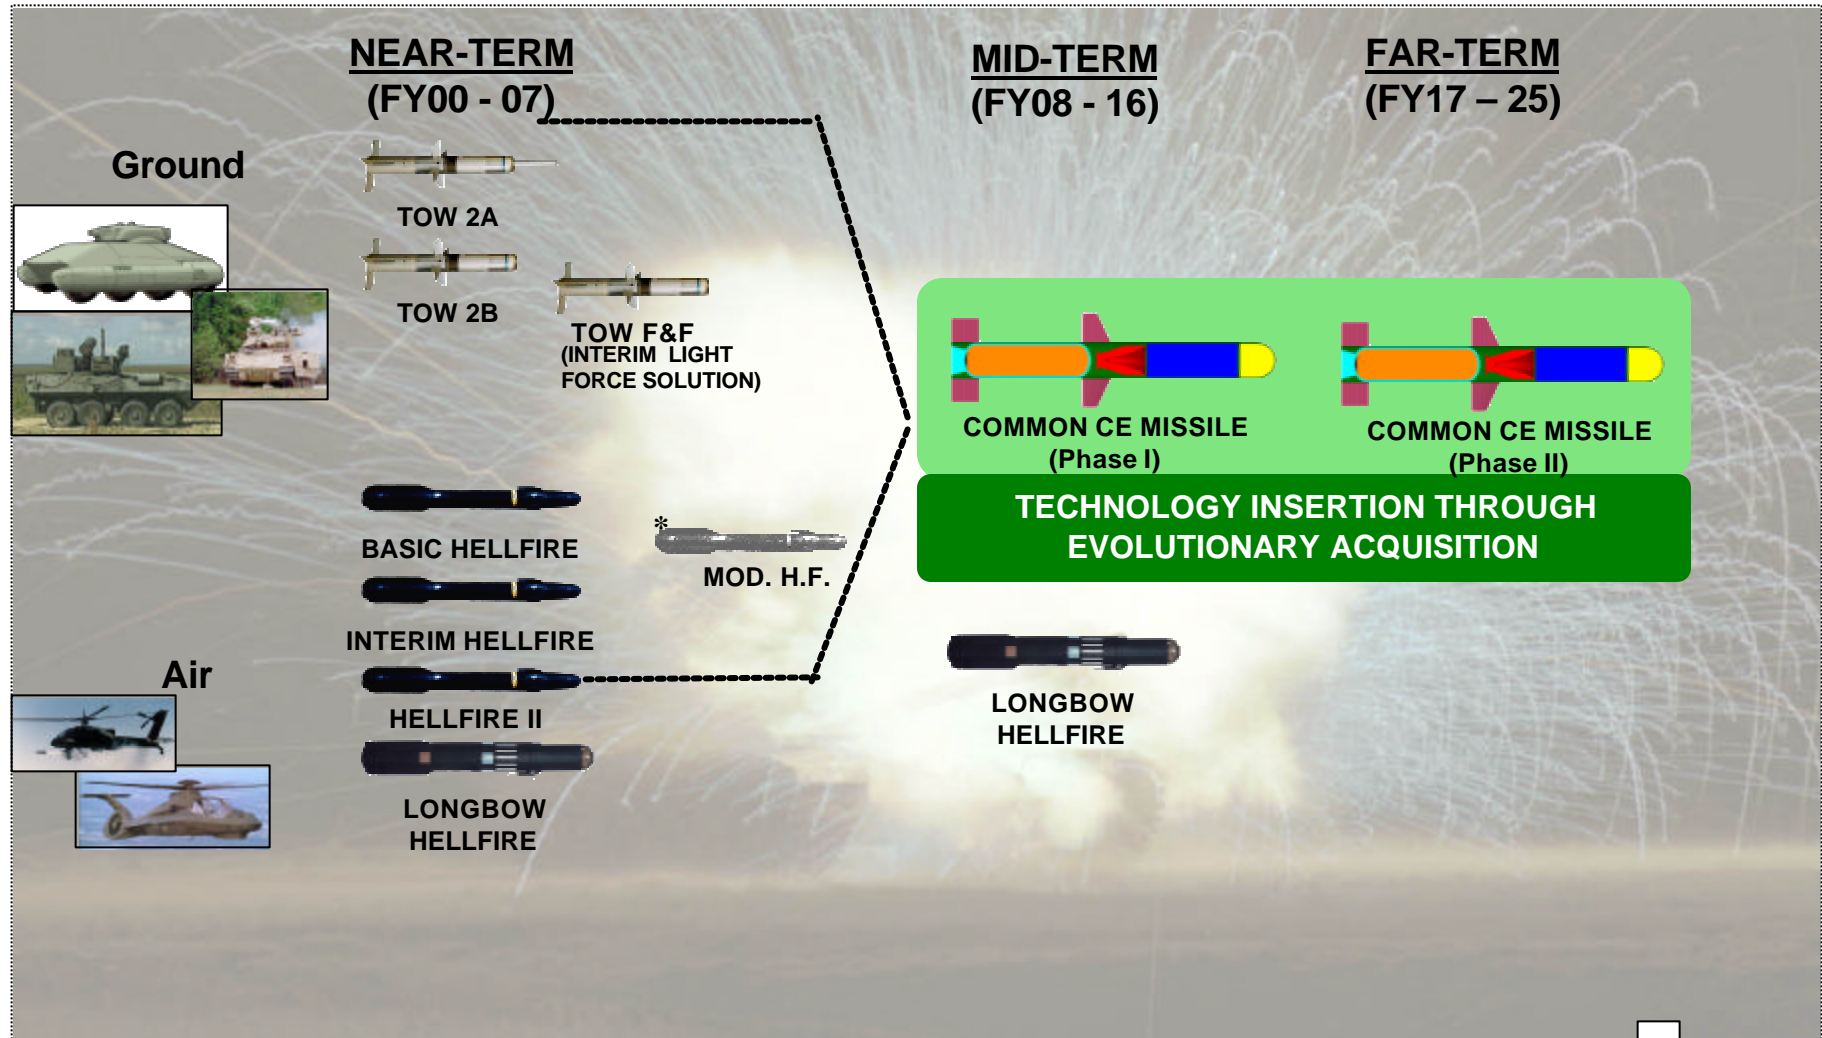 NEAR-TERM
(FY00 - 07)
MID-TERM
(FY08 - 16)
FAR-TERM
(FY17 – 25)
Ground
TOW 2A
TOW 2B
TOW F&F
(INTERIM LIGHT
FORCE SOLUTION)
COMMON CE MISSILE
(Phase I)
COMMON CE MISSILE
(Phase II)
TECHNOLOGY INSERTION THROUGH
EVOLUTIONARY ACQUISITION
BASIC HELLFIRE
*
MOD. H.F.
INTERIM HELLFIRE
Air
HELLFIRE II
LONGBOW
HELLFIRE
LONGBOW
HELLFIRE